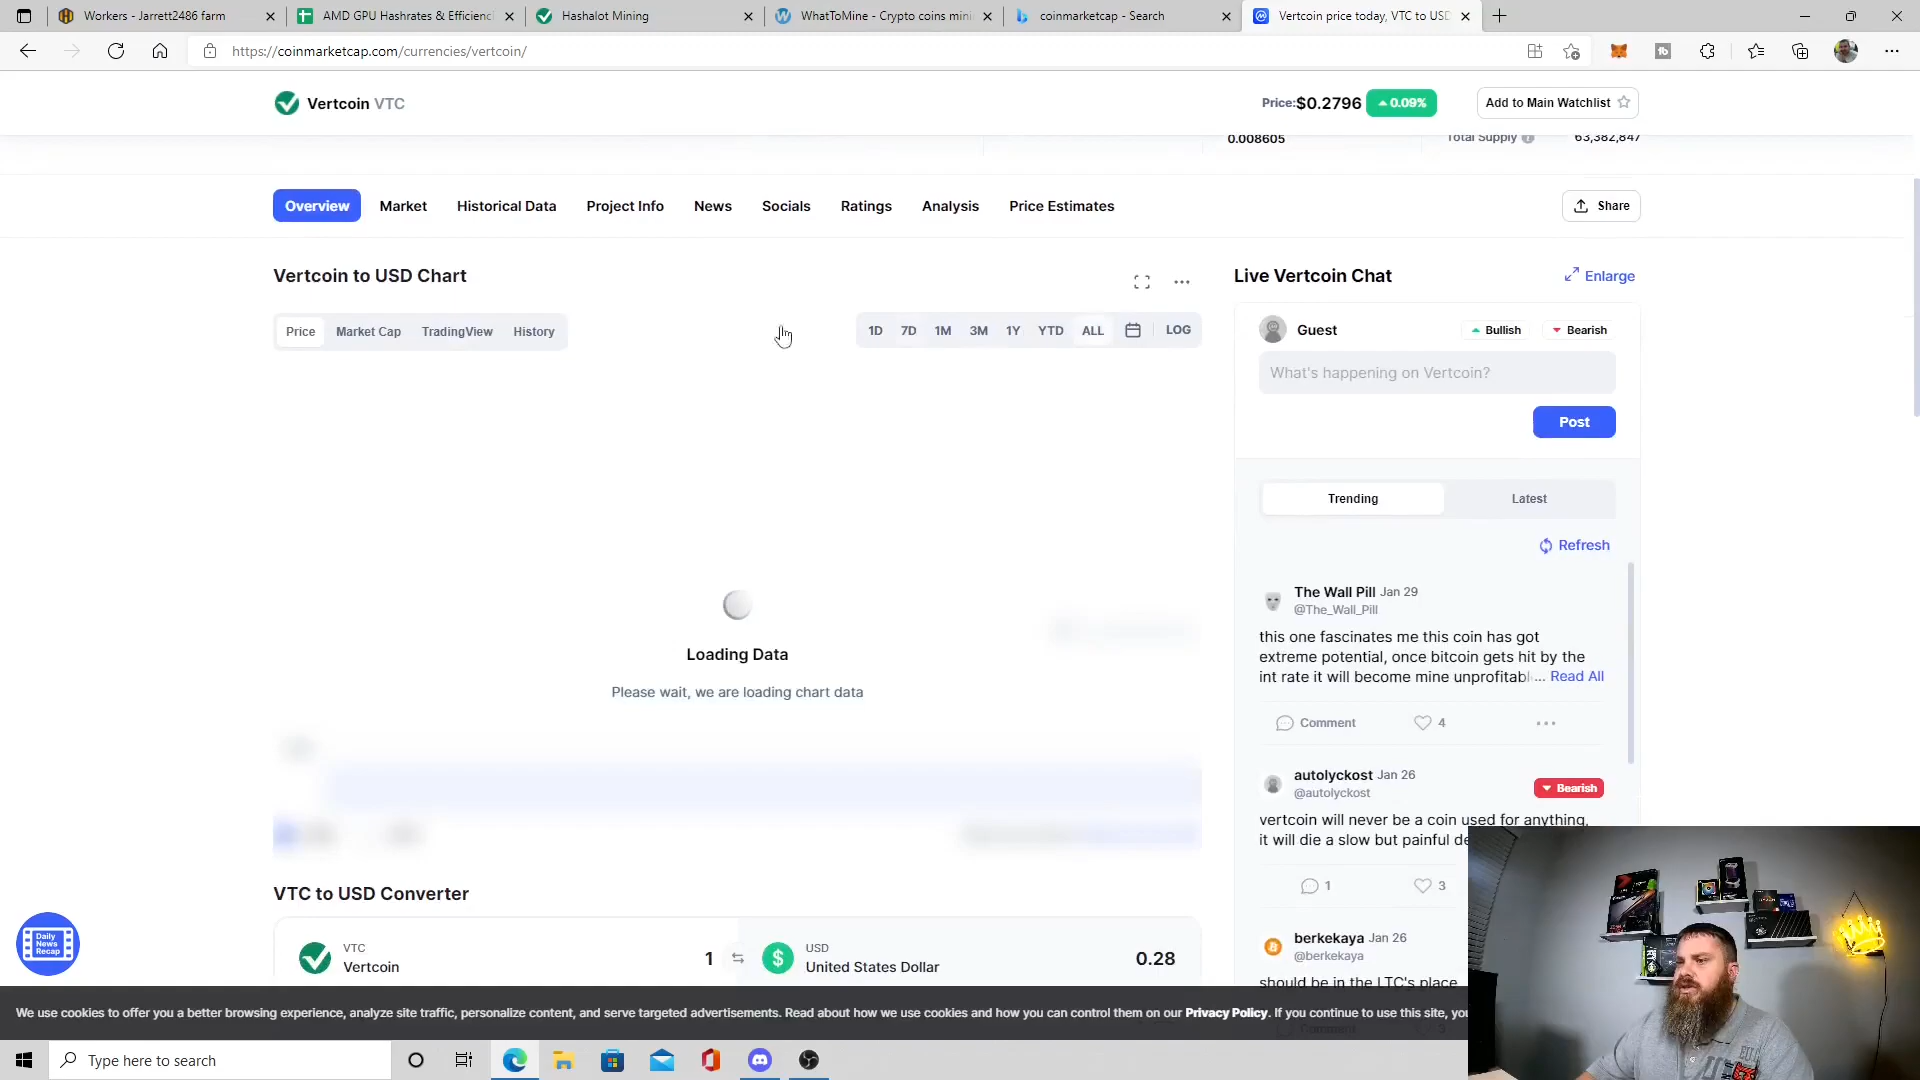 Workers - Jarrett2486 farm
AMD GPU Hashrates & Efficienc
Hashalot Mining
WhatToMine - Crypto coins mini
coinmarketcap - Search
Vertcoin price today, VTC to USD
https://coinmarketcap.com/currencies/vertcoin/
Vertcoin VTC
Price:$0.2796
0.09%
Add to Main Watchlist
0.008605
Total Supply
63,382,847
Overview
Market
Historical Data
Project Info
News
Socials
Ratings
Analysis
Price Estimates
Share
Vertcoin to USD Chart
Price
Market Cap
TradingView
History
1D
7D
1M
3M
1Y
YTD
ALL
LOG
Loading Data
Please wait, we are loading chart data
VTC to USD Converter
VTC
Vertcoin
1
USD
United States Dollar
0.28
Live Vertcoin Chat
Enlarge
Guest
Bullish
Bearish
What's happening on Vertcoin?
Post
Trending
Latest
Refresh
The Wall Pill Jan 29
@The_Wall_Pill
this one fascinates me this coin has got
extreme potential, once bitcoin gets hit by the
int rate it will become mine unprofitabl... Read All
Comment
4
autolyckost Jan 26
@autolyckost
Bearish
vertcoin will never be a coin used for anything,
it will die a slow but painful de
1
3
berkekaya Jan 26
@berkekaya
should be in the LTC's place
Daily
News
Recap
We use cookies to offer you a better browsing experience, analyze site traffic, personalize content, and serve targeted advertisements. Read about how we use cookies and how you can control them on our Privacy Policy. If you continue to use this site, you
Type here to search